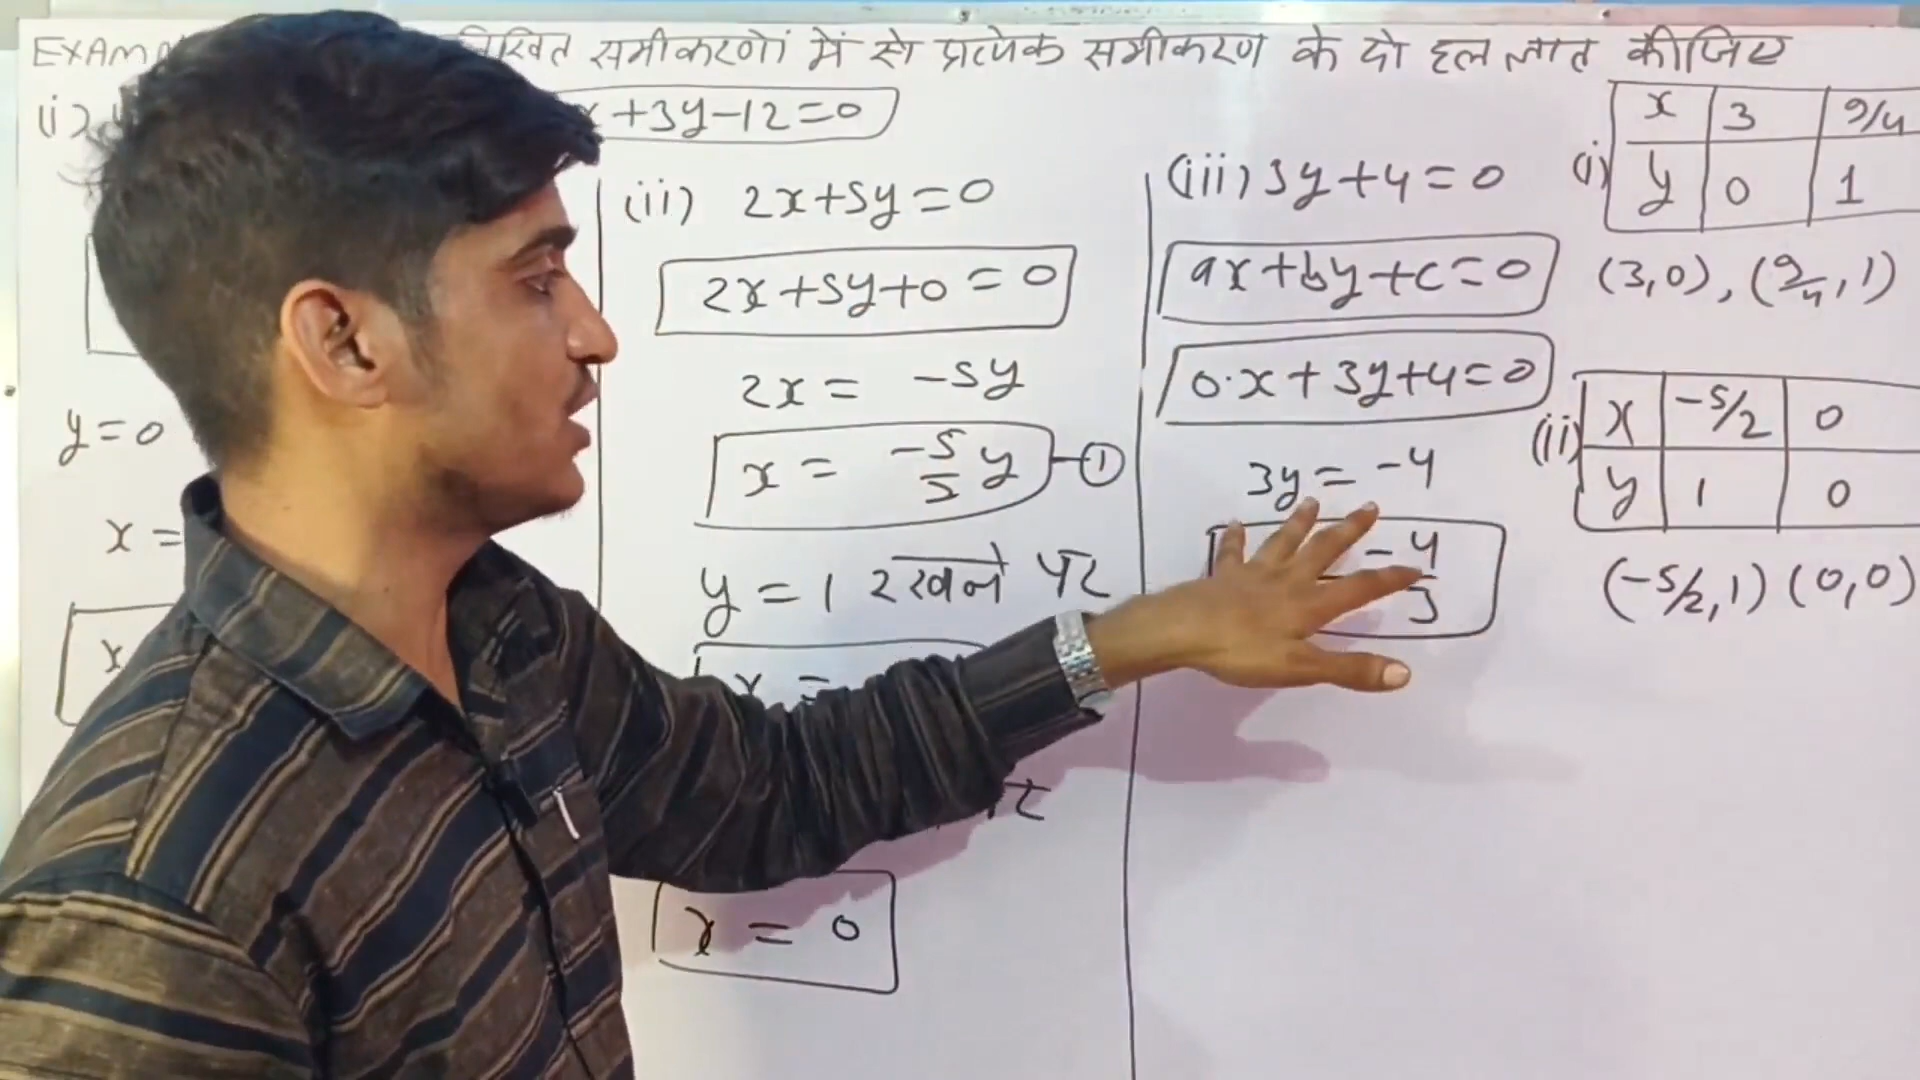 EXAM समीकरणों में से प्रत्येक समीकरण के दो हल ज्ञात कीजिए
(i) +3y-12=0
y=0
x =
x
(ii) 2x+5y=0
2x+5y+0=0
2x = -5y
x = -5/2 y -①
y = 1 रखने पर
x =
x = 0
(iii) 3y+4=0
ax+by+c=0
0·x+3y+4=0
3y = -4
-4/3
(i) x 3 9/4
y 0 1
(3,0), (9/4,1)
(ii) x -5/2 0
y 1 0
(-5/2,1) (0,0)